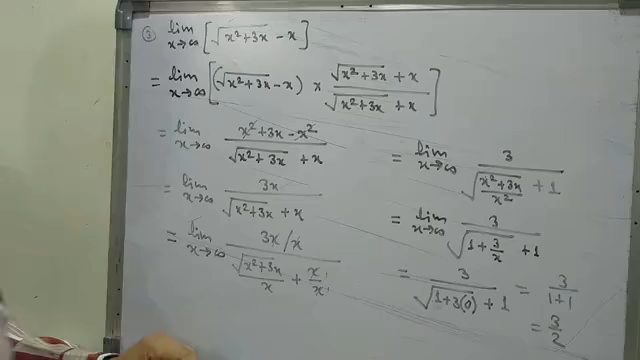 ③ lim x→∞ [√(x²+3x) - x]
= lim x→∞ [(√(x²+3x) - x) × (√(x²+3x) + x)/(√(x²+3x) + x)]
= lim x→∞ (x²+3x-x²)/(√(x²+3x) + x)
= lim x→∞ 3x/(√(x²+3x) + x)
= lim x→∞ (3x/x)/(√(x²+3x)/x + x/x)
= lim x→∞ 3/(√((x²+3x)/x²) + 1)
= lim x→∞ 3/(√(1+3/x) + 1)
= 3/(√(1+3(0)) + 1) = 3/(1+1)
= 3/2